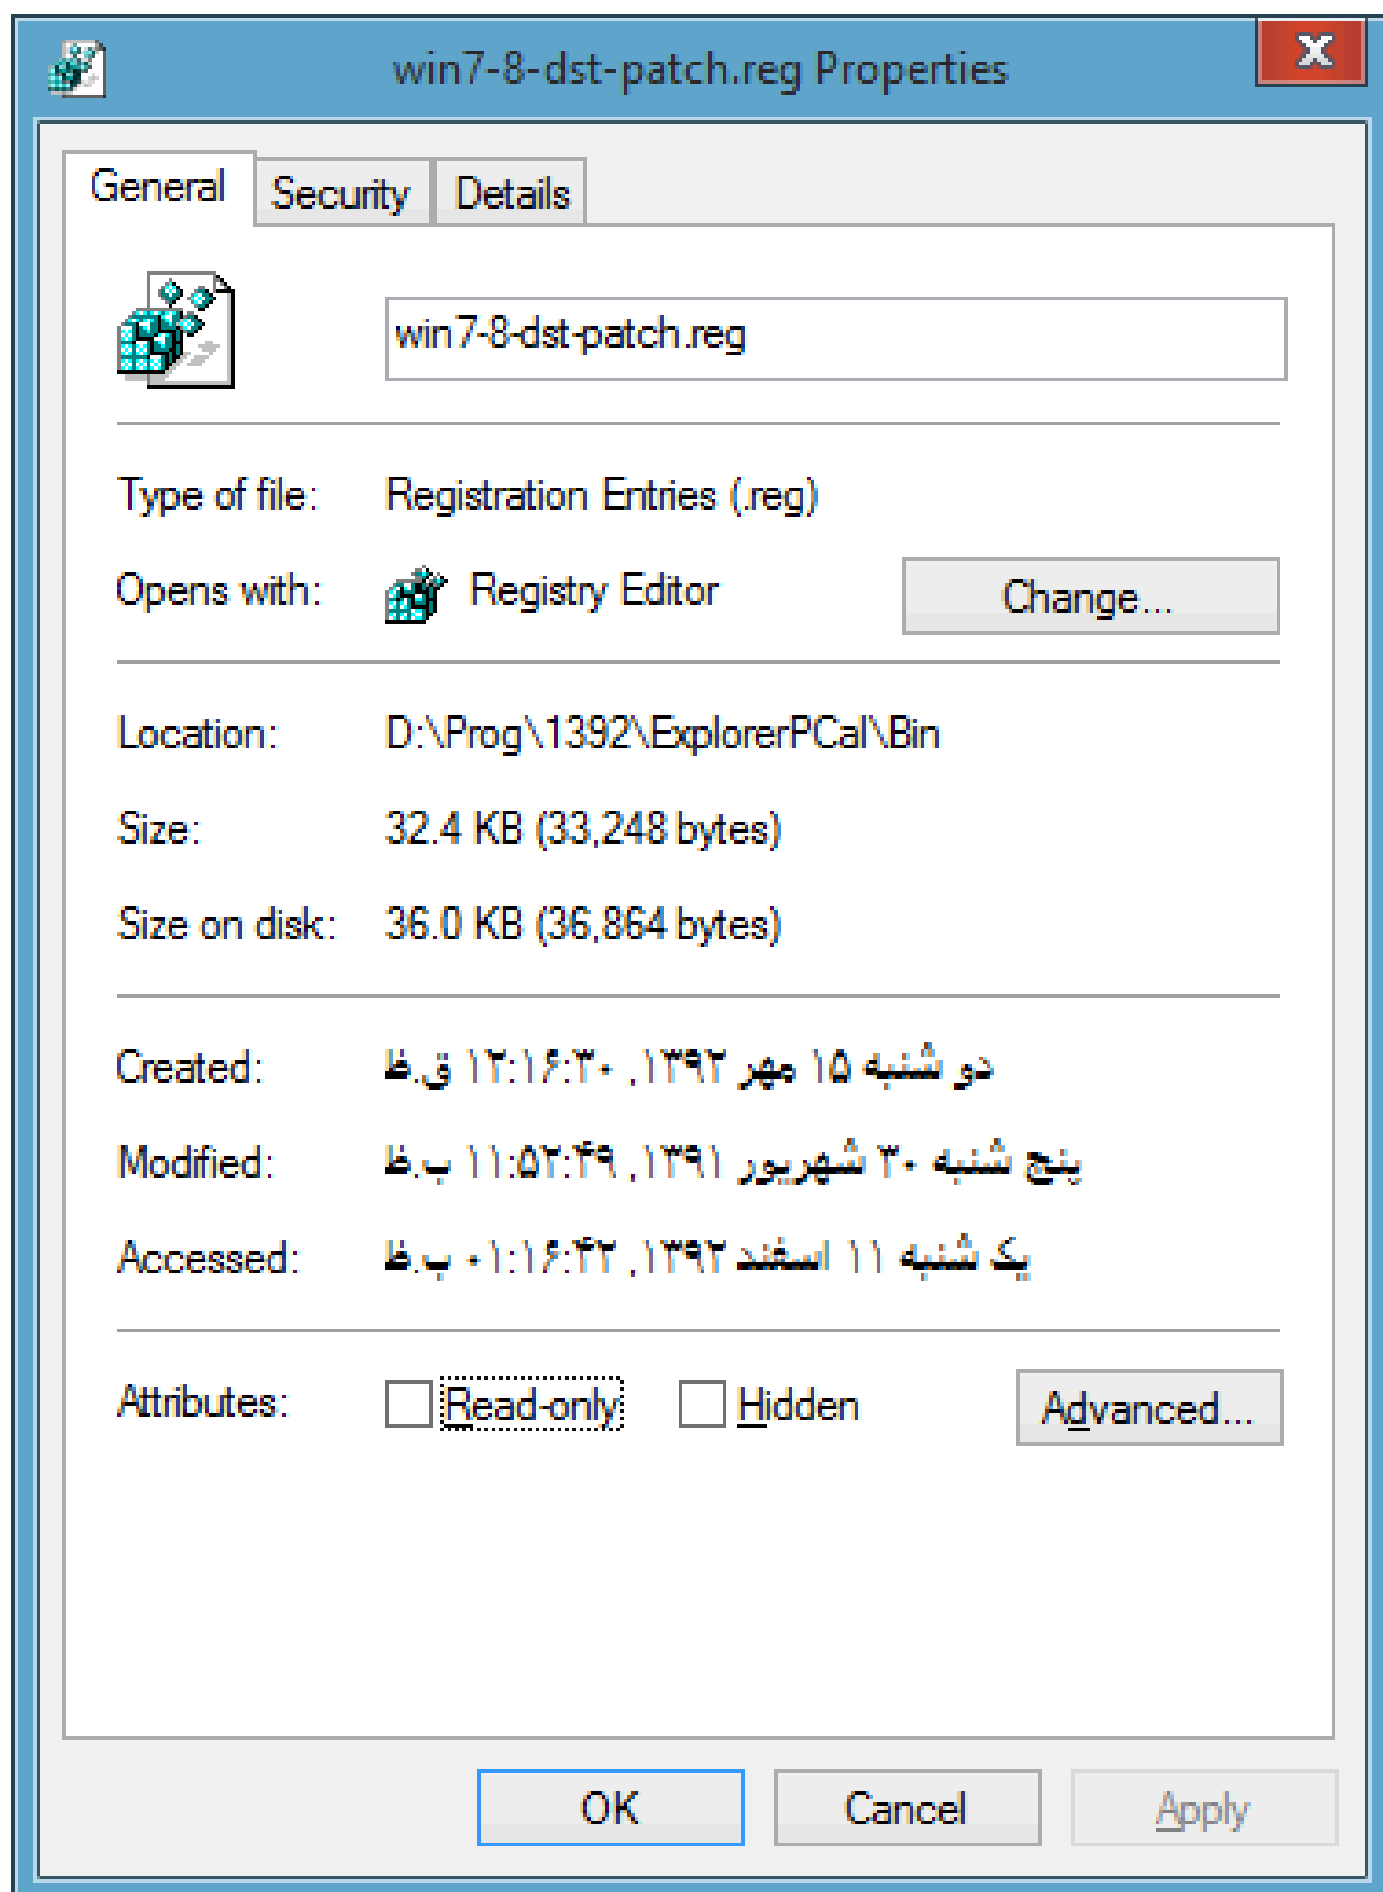 win7-8-dst-patch.reg Properties
General Security Details
win7-8-dst-patch.reg
Type of file: Registration Entries (.reg)
Opens with: Registry Editor Change...
Location: D:\Prog\1392\ExplorerPCal\Bin
Size: 32.4 KB (33,248 bytes)
Size on disk: 36.0 KB (36,864 bytes)
Created: دو شنبه ۱۵ مهر ۱۳۹۲, ۱۲:۱۶:۳۰ ق.ظ
Modified: پنج شنبه ۳۰ شهریور ۱۳۹۱, ۱۱:۵۲:۴۹ ب.ظ
Accessed: یک شنبه ۱۱ اسفند ۱۳۹۲, ۰۱:۱۶:۴۲ ب.ظ
Attributes: Read-only Hidden Advanced...
OK Cancel Apply